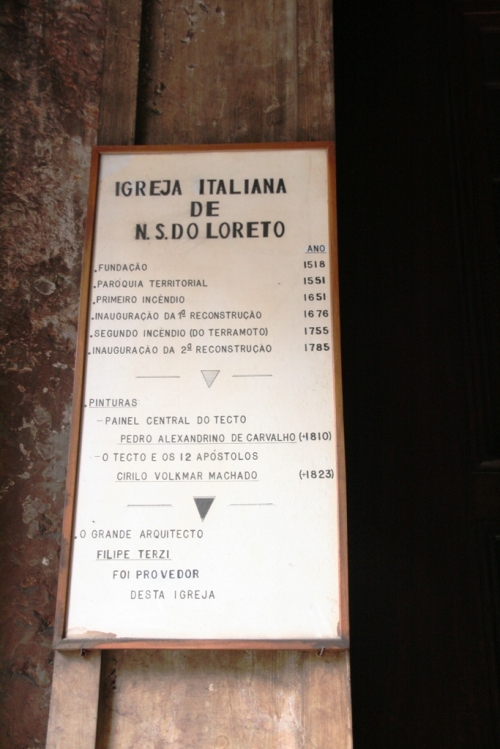 IGREJA ITALIANA
DE
N. S. DO LORETO
ANO
.FUNDAÇÃO 1518
.PARÓQUIA TERRITORIAL 1551
.PRIMEIRO INCÊNDIO 1651
.INAUGURAÇÃO DA 1ª RECONSTRUÇÃO 1676
.SEGUNDO INCÊNDIO (DO TERRAMOTO) 1755
.INAUGURAÇÃO DA 2ª RECONSTRUÇÃO 1785
.PINTURAS
-PAINEL CENTRAL DO TECTO
PEDRO ALEXANDRINO DE CARVALHO (-1810)
-O TECTO E OS 12 APÓSTOLOS
CIRILO VOLKMAR MACHADO (-1823)
.O GRANDE ARQUITECTO
FILIPE TERZI
FOI PROVEDOR
DESTA IGREJA